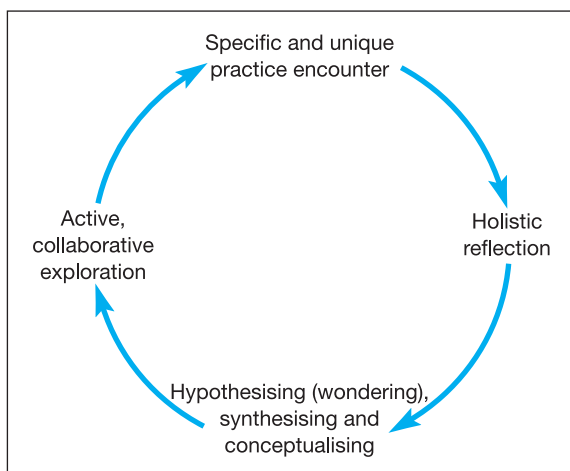 Specific and unique
practice encounter
Holistic
reflection
Hypothesising (wondering),
synthesising and
conceptualising
Active,
collaborative
exploration